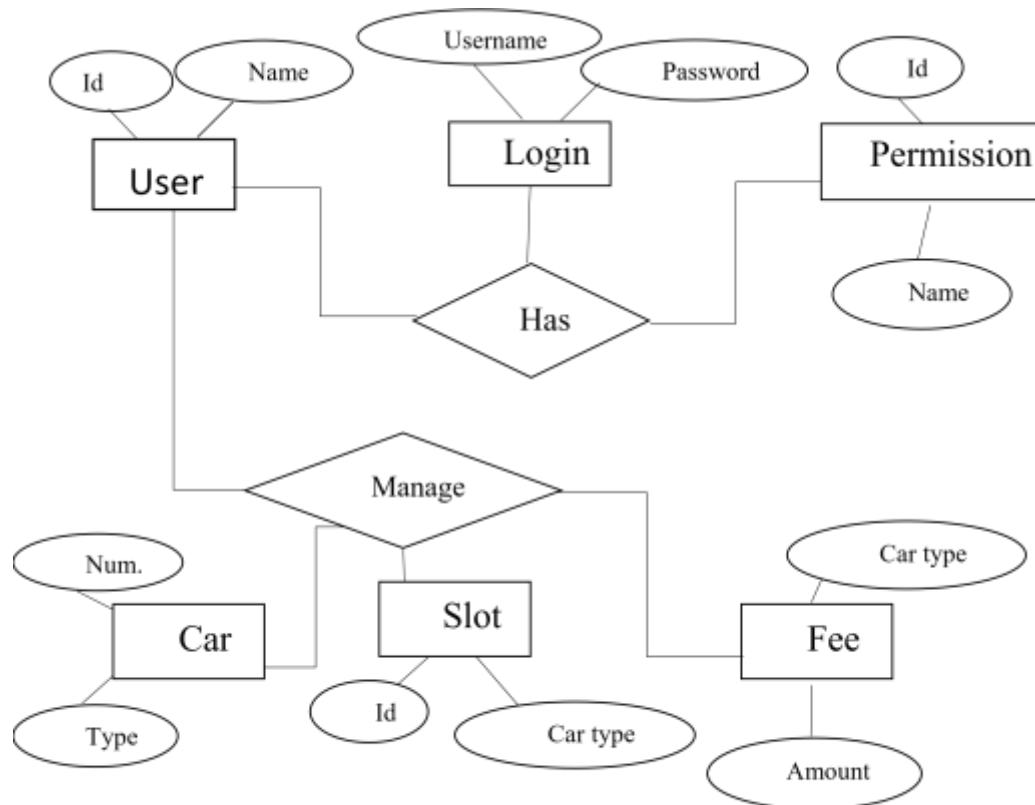 Username
Password
Id
Id
Name
Login
Permission
User
Name
Has
Manage
Num.
Car type
Car
Slot
Fee
Id
Type
Car type
Amount